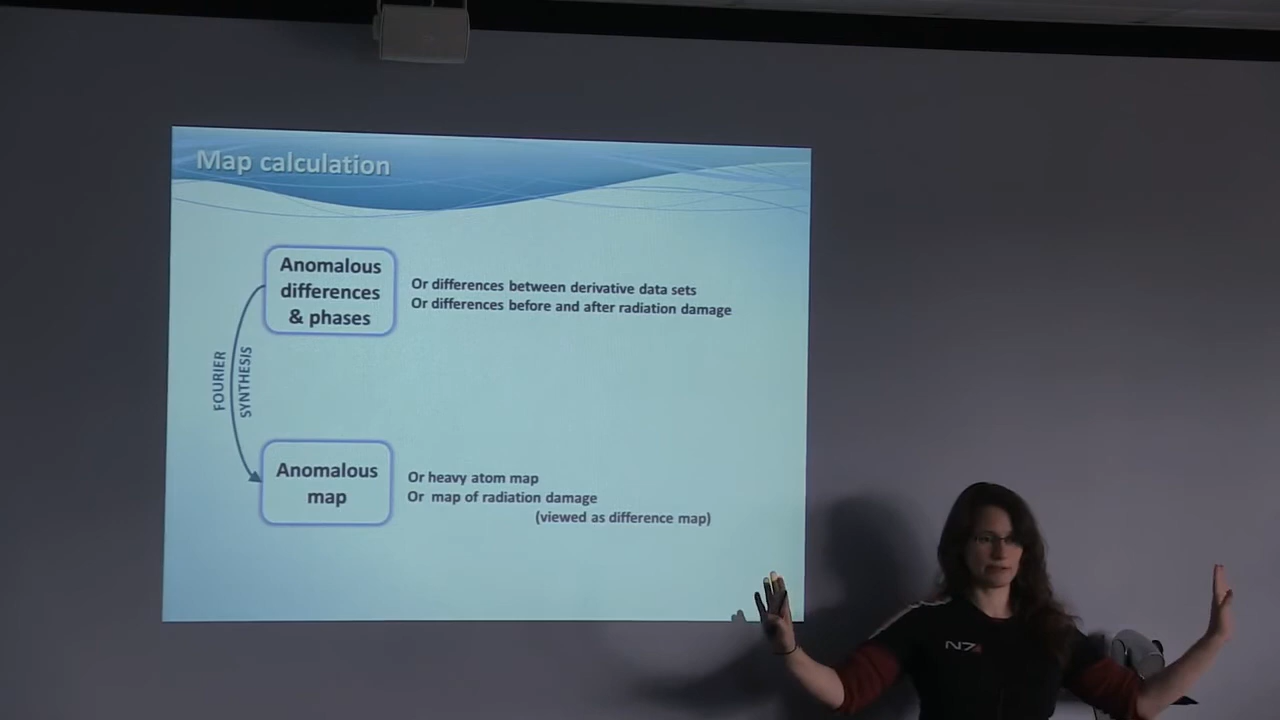 Map calculation
Anomalous
differences
& phases
Or differences between derivative data sets
Or differences before and after radiation damage
FOURIER
SYNTHESIS
Anomalous
map
Or heavy atom map
Or map of radiation damage
(viewed as difference map)
N7